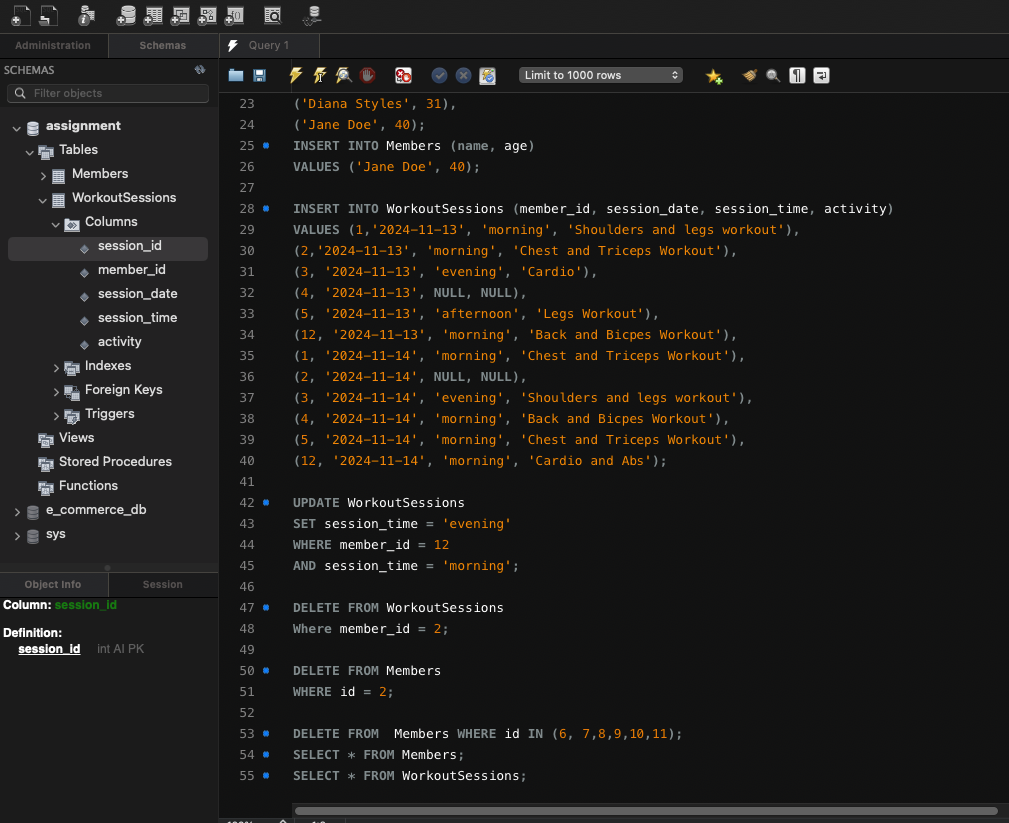 Administration
Schemas
Query 1
SCHEMAS
Filter objects
assignment
Tables
Members
WorkoutSessions
Columns
session_id
member_id
session_date
session_time
activity
Indexes
Foreign Keys
Triggers
Views
Stored Procedures
Functions
e_commerce_db
sys
Object Info
Session
Column: session_id
Definition:
session_id int AI PK
Limit to 1000 rows
23 ('Diana Styles', 31),
24 ('Jane Doe', 40);
25 INSERT INTO Members (name, age)
26 VALUES ('Jane Doe', 40);
27
28 INSERT INTO WorkoutSessions (member_id, session_date, session_time, activity)
29 VALUES (1,'2024-11-13', 'morning', 'Shoulders and legs workout'),
30 (2,'2024-11-13', 'morning', 'Chest and Triceps Workout'),
31 (3, '2024-11-13', 'evening', 'Cardio'),
32 (4, '2024-11-13', NULL, NULL),
33 (5, '2024-11-13', 'afternoon', 'Legs Workout'),
34 (12, '2024-11-13', 'morning', 'Back and Bicpes Workout'),
35 (1, '2024-11-14', 'morning', 'Chest and Triceps Workout'),
36 (2, '2024-11-14', NULL, NULL),
37 (3, '2024-11-14', 'evening', 'Shoulders and legs workout'),
38 (4, '2024-11-14', 'morning', 'Back and Bicpes Workout'),
39 (5, '2024-11-14', 'morning', 'Chest and Triceps Workout'),
40 (12, '2024-11-14', 'morning', 'Cardio and Abs');
41
42 UPDATE WorkoutSessions
43 SET session_time = 'evening'
44 WHERE member_id = 12
45 AND session_time = 'morning';
46
47 DELETE FROM WorkoutSessions
48 Where member_id = 2;
49
50 DELETE FROM Members
51 WHERE id = 2;
52
53 DELETE FROM  Members WHERE id IN (6, 7,8,9,10,11);
54 SELECT * FROM Members;
55 SELECT * FROM WorkoutSessions;